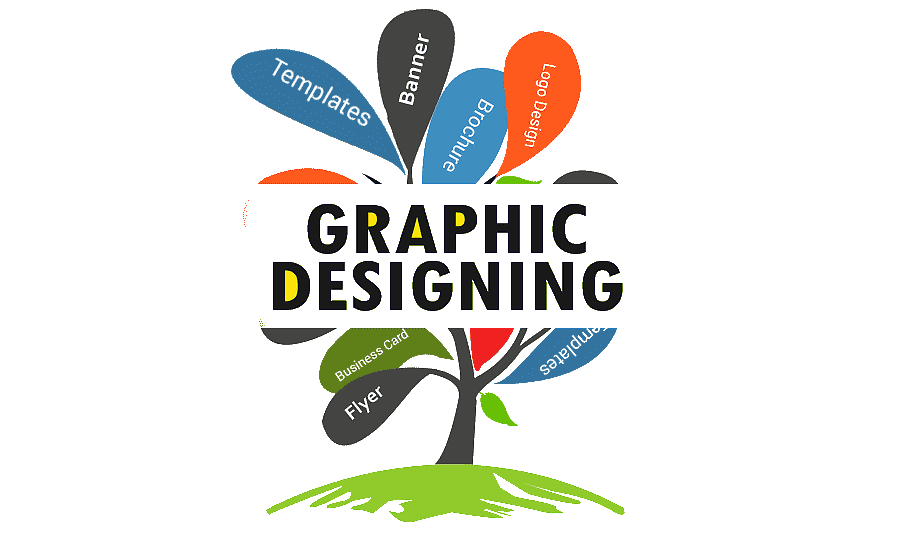 Templates
Banner
Brochure
Logo Design
GRAPHIC
DESIGNING
Business Card
Templates
Flyer